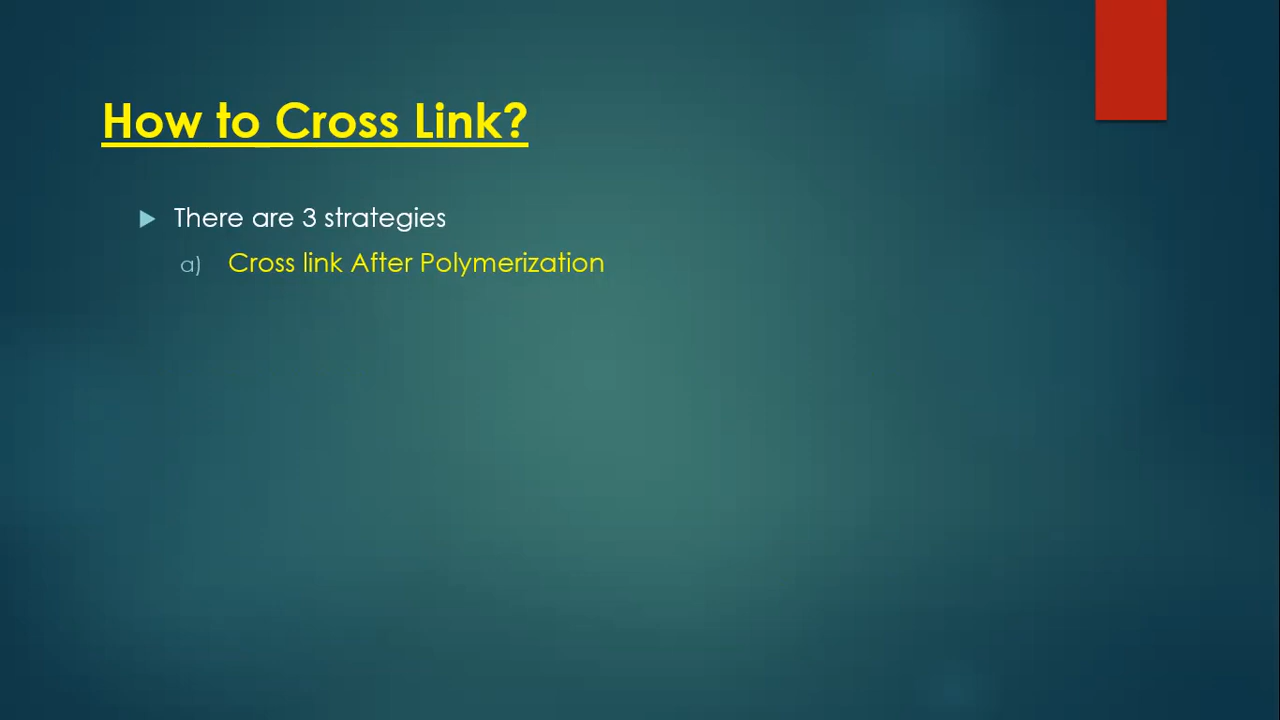 How to Cross Link?
There are 3 strategies
a) Cross link After Polymerization